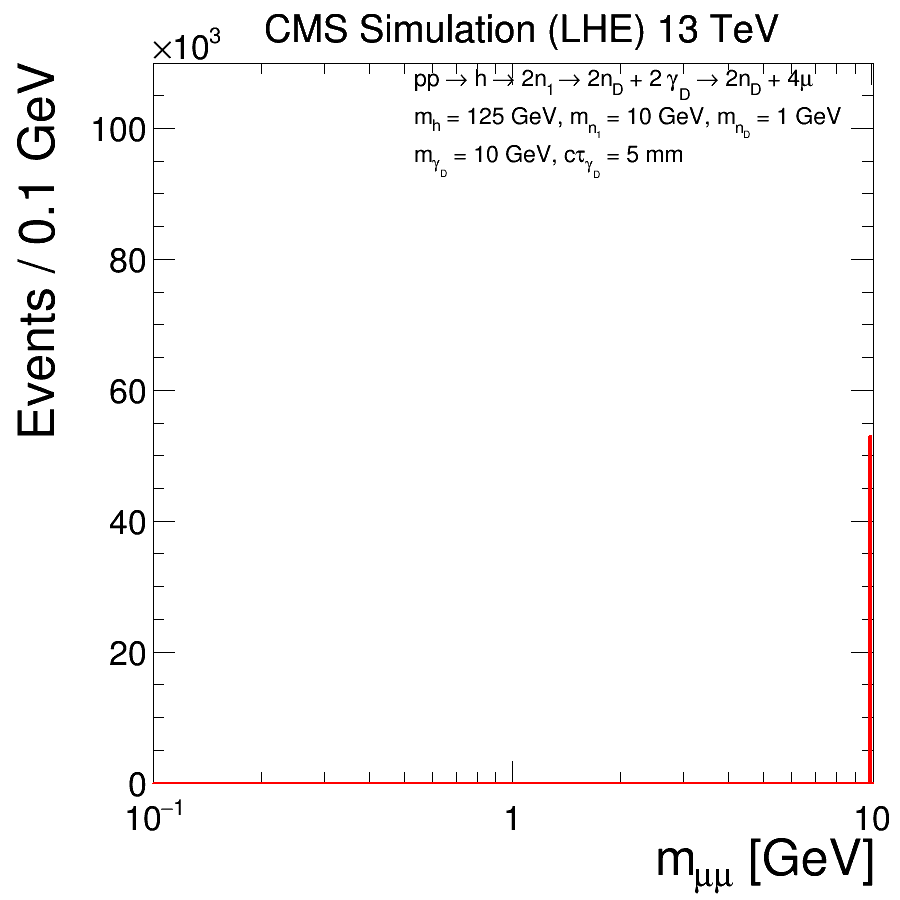 CMS Simulation (LHE) 13 TeV
×10³
pp → h → 2n₁ → 2n_D + 2 γ_D → 2n_D + 4μ
m_h = 125 GeV, m_n₁ = 10 GeV, m_n_D = 1 GeV
m_γ_D = 10 GeV, cτ_γ_D = 5 mm
Events / 0.1 GeV
100
80
60
40
20
0
10⁻¹ 1 10
m_μμ [GeV]